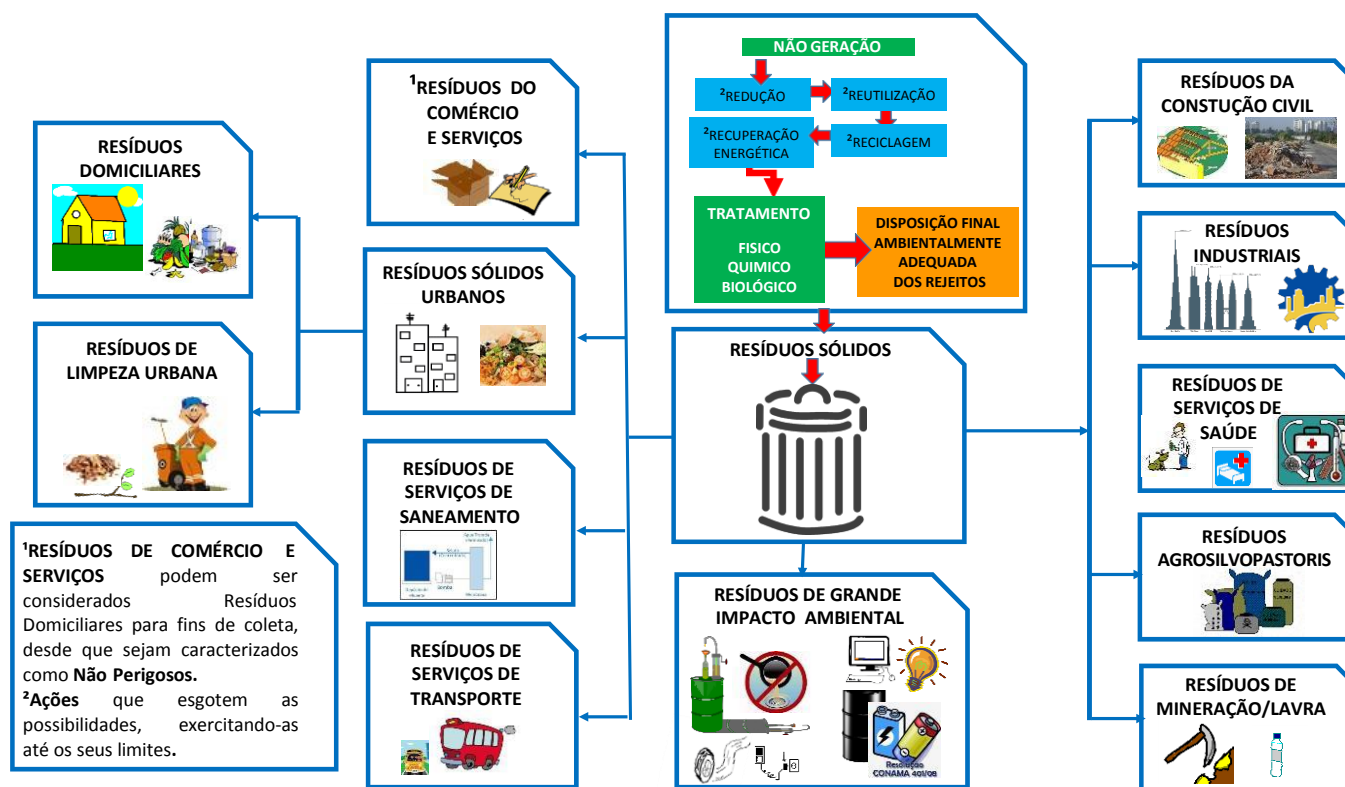 NÃO GERAÇÃO
²REDUÇÃO
²REUTILIZAÇÃO
²RECUPERAÇÃO
ENERGÉTICA
²RECICLAGEM
TRATAMENTO
FISICO
QUIMICO
BIOLÓGICO
DISPOSIÇÃO FINAL
AMBIENTALMENTE
ADEQUADA
DOS REJEITOS
¹RESÍDUOS DO
COMÉRCIO
E SERVIÇOS
RESÍDUOS
DOMICILIARES
RESÍDUOS SÓLIDOS
URBANOS
RESÍDUOS DE
LIMPEZA URBANA
RESÍDUOS DE
SERVIÇOS DE
SANEAMENTO
RESÍDUOS DE
SERVIÇOS DE
TRANSPORTE
¹RESÍDUOS DE COMÉRCIO E
SERVIÇOS podem ser
considerados Resíduos
Domiciliares para fins de coleta,
desde que sejam caracterizados
como Não Perigosos.
²Ações que esgotem as
possibilidades, exercitando-as
até os seus limites.
RESÍDUOS SÓLIDOS
RESÍDUOS DE GRANDE
IMPACTO AMBIENTAL
Resolução
CONAMA 401/08
RESÍDUOS DA
CONSTUÇÃO CIVIL
RESÍDUOS
INDUSTRIAIS
RESÍDUOS DE
SERVIÇOS DE
SAÚDE
RESÍDUOS
AGROSILVOPASTORIS
RESÍDUOS DE
MINERAÇÃO/LAVRA